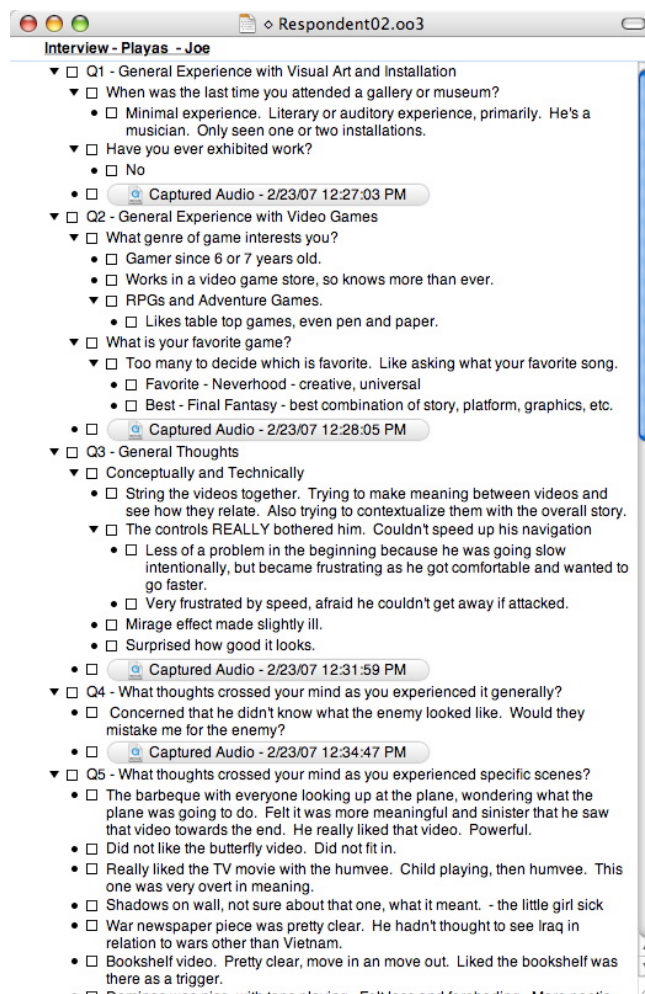 Respondent02.oo3
Interview - Playas - Joe
Q1 - General Experience with Visual Art and Installation
When was the last time you attended a gallery or museum?
Minimal experience. Literary or auditory experience, primarily. He's a
musician. Only seen one or two installations.
Have you ever exhibited work?
No
Captured Audio - 2/23/07 12:27:03 PM
Q2 - General Experience with Video Games
What genre of game interests you?
Gamer since 6 or 7 years old.
Works in a video game store, so knows more than ever.
RPGs and Adventure Games.
Likes table top games, even pen and paper.
What is your favorite game?
Too many to decide which is favorite. Like asking what your favorite song.
Favorite - Neverhood - creative, universal
Best - Final Fantasy - best combination of story, platform, graphics, etc.
Captured Audio - 2/23/07 12:28:05 PM
Q3 - General Thoughts
Conceptually and Technically
String the videos together. Trying to make meaning between videos and
see how they relate. Also trying to contextualize them with the overall story.
The controls REALLY bothered him. Couldn't speed up his navigation
Less of a problem in the beginning because he was going slow
intentionally, but became frustrating as he got comfortable and wanted to
go faster.
Very frustrated by speed, afraid he couldn't get away if attacked.
Mirage effect made slightly ill.
Surprised how good it looks.
Captured Audio - 2/23/07 12:31:59 PM
Q4 - What thoughts crossed your mind as you experienced it generally?
Concerned that he didn't know what the enemy looked like. Would they
mistake me for the enemy?
Captured Audio - 2/23/07 12:34:47 PM
Q5 - What thoughts crossed your mind as you experienced specific scenes?
The barbeque with everyone looking up at the plane, wondering what the
plane was going to do. Felt it was more meaningful and sinister that he saw
that video towards the end. He really liked that video. Powerful.
Did not like the butterfly video. Did not fit in.
Really liked the TV movie with the humvee. Child playing, then humvee. This
one was very overt in meaning.
Shadows on wall, not sure about that one, what it meant. - the little girl sick
War newspaper piece was pretty clear. He hadn't thought to see Iraq in
relation to wars other than Vietnam.
Bookshelf video. Pretty clear, move in an move out. Liked the bookshelf was
there as a trigger.